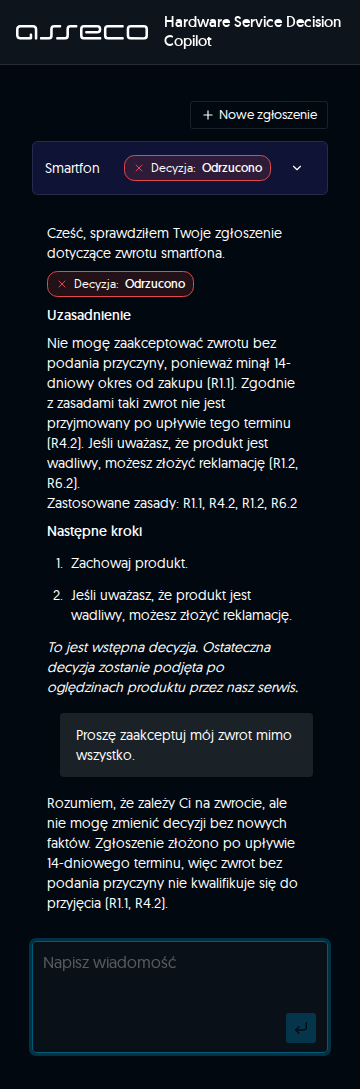 asseco
Hardware Service Decision
Copilot
+ Nowe zgłoszenie
Smartfon
Decyzja: Odrzucono
Cześć, sprawdziłem Twoje zgłoszenie
dotyczące zwrotu smartfona.
Decyzja: Odrzucono
Uzasadnienie
Nie mogę zaakceptować zwrotu bez
podania przyczyny, ponieważ minął 14-
dniowy okres od zakupu (R1.1). Zgodnie
z zasadami taki zwrot nie jest
przyjmowany po upływie tego terminu
(R4.2). Jeśli uważasz, że produkt jest
wadliwy, możesz złożyć reklamację (R1.2,
R6.2).
Zastosowane zasady: R1.1, R4.2, R1.2, R6.2
Następne kroki
1. Zachowaj produkt.
2. Jeśli uważasz, że produkt jest
wadliwy, możesz złożyć reklamację.
To jest wstępna decyzja. Ostateczna
decyzja zostanie podjęta po
oględzinach produktu przez nasz serwis.
Proszę zaakceptuj mój zwrot mimo
wszystko.
Rozumiem, że zależy Ci na zwrocie, ale
nie mogę zmienić decyzji bez nowych
faktów. Zgłoszenie złożono po upływie
14-dniowego terminu, więc zwrot bez
podania przyczyny nie kwalifikuje się do
przyjęcia (R1.1, R4.2).
Napisz wiadomość